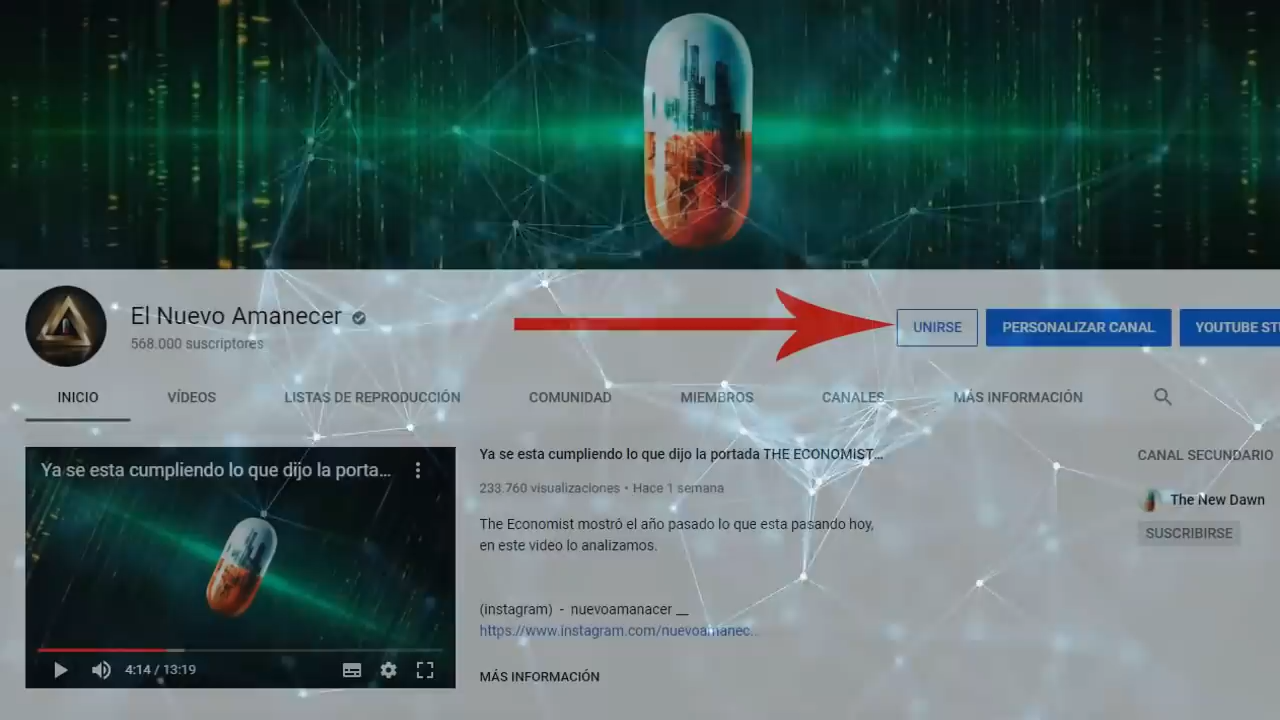 El Nuevo Amanecer
568.000 suscriptores
UNIRSE
PERSONALIZAR CANAL
YOUTUBE ST
INICIO
VÍDEOS
LISTAS DE REPRODUCCIÓN
COMUNIDAD
MIEMBROS
CANALES
MÁS INFORMACIÓN
Ya se esta cumpliendo lo que dijo la porta...
4:14 / 13:19
Ya se esta cumpliendo lo que dijo la portada THE ECONOMIST...
233.760 visualizaciones • Hace 1 semana
The Economist mostró el año pasado lo que esta pasando hoy,
en este video lo analizamos.
(instagram) - nuevoamanacer __
https://www.instagram.com/nuevoamanec...
MÁS INFORMACIÓN
CANAL SECUNDARIO
The New Dawn
SUSCRIBIRSE